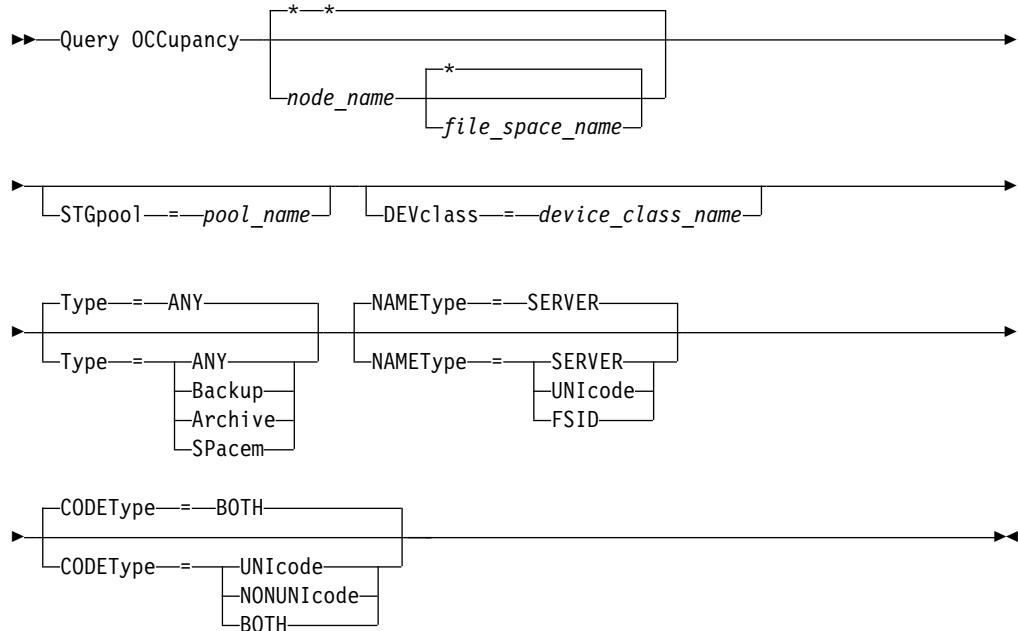 * *
Query OCCupancy
*
node_name
file_space_name
STGpool = pool_name DEVclass = device_class_name
Type = ANY NAMEType = SERVER
Type = ANY NAMEType = SERVER
Backup UNIcode
Archive FSID
SPacem
CODEType = BOTH
CODEType = UNIcode
NONUNIcode
BOTH